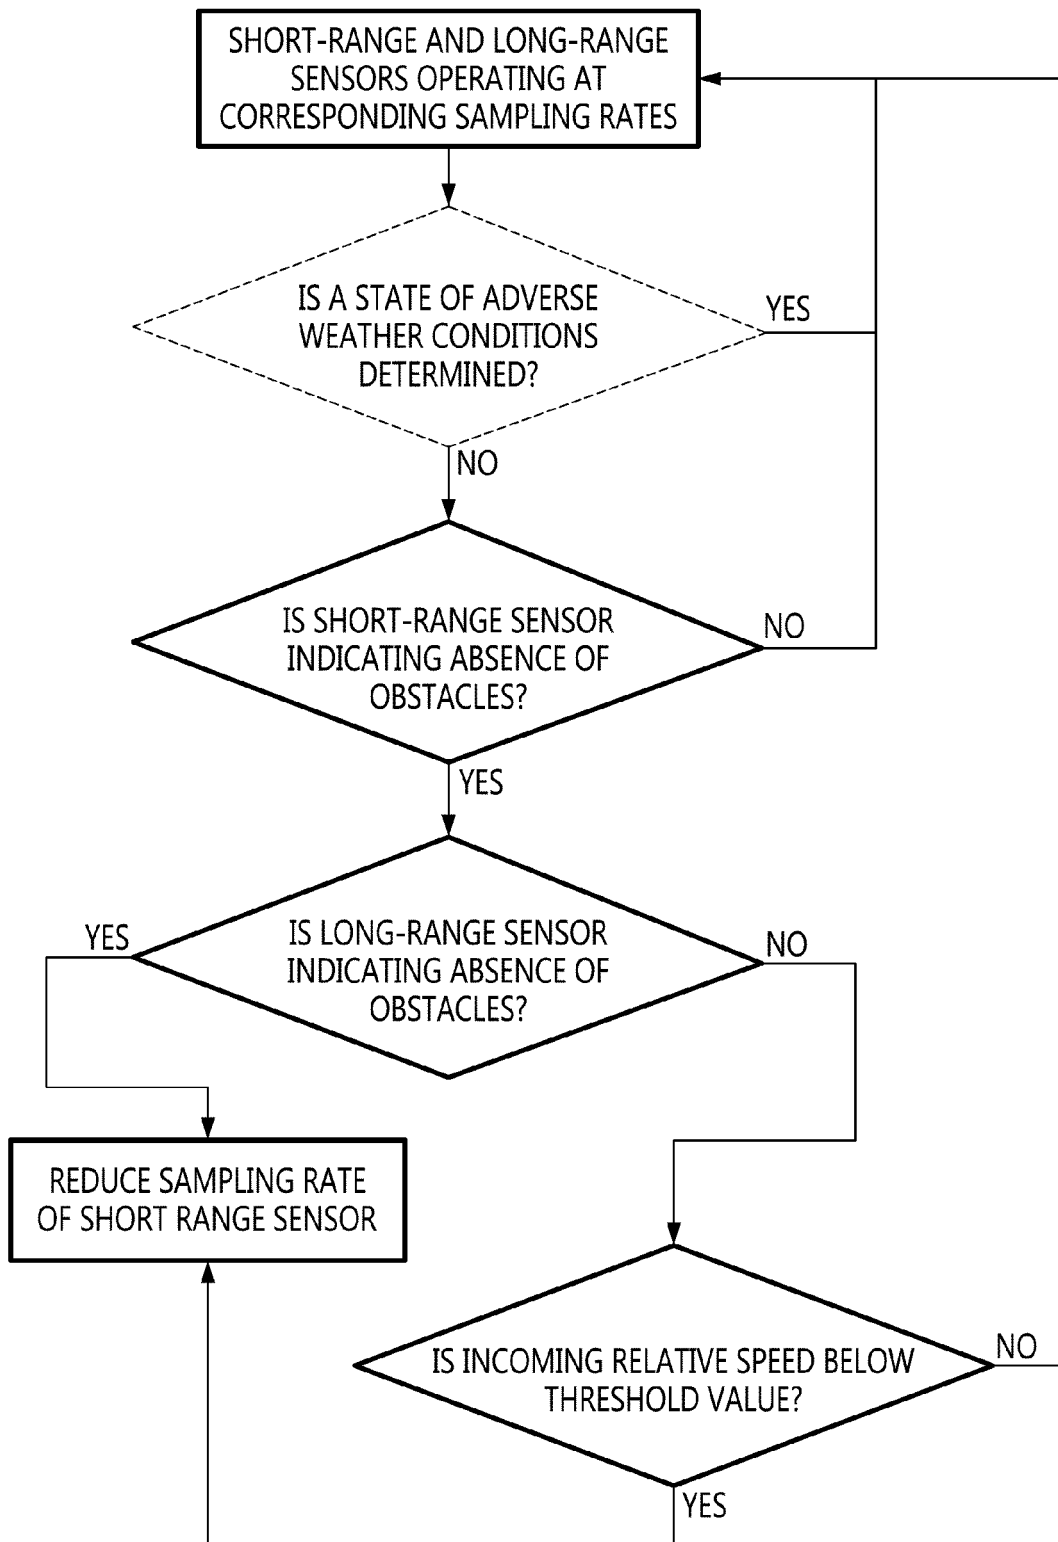 SHORT-RANGE AND LONG-RANGE
SENSORS OPERATING AT
CORRESPONDING SAMPLING RATES
IS A STATE OF ADVERSE
WEATHER CONDITIONS
DETERMINED?
YES
NO
IS SHORT-RANGE SENSOR
INDICATING ABSENCE OF
OBSTACLES?
NO
YES
IS LONG-RANGE SENSOR
INDICATING ABSENCE OF
OBSTACLES?
YES
NO
REDUCE SAMPLING RATE
OF SHORT RANGE SENSOR
IS INCOMING RELATIVE SPEED BELOW
THRESHOLD VALUE?
NO
YES